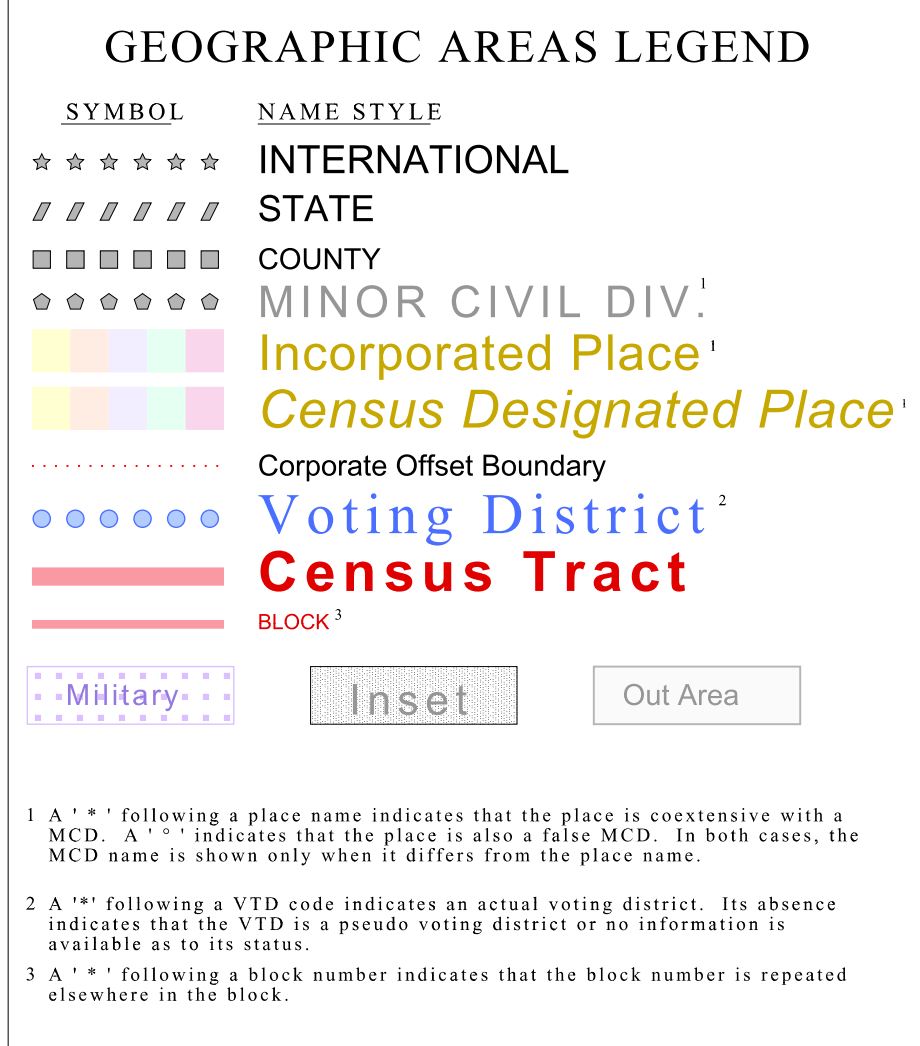 GEOGRAPHIC AREAS LEGEND
SYMBOL NAME STYLE
INTERNATIONAL
STATE
COUNTY
MINOR CIVIL DIV.1
Incorporated Place 1
Census Designated Place 1
Corporate Offset Boundary
Voting District 2
Census Tract
BLOCK 3
Military Inset Out Area
1 A ' * ' following a place name indicates that the place is coextensive with a
MCD. A ' ° ' indicates that the place is also a false MCD. In both cases, the
MCD name is shown only when it differs from the place name.
2 A '*' following a VTD code indicates an actual voting district. Its absence
indicates that the VTD is a pseudo voting district or no information is
available as to its status.
3 A ' * ' following a block number indicates that the block number is repeated
elsewhere in the block.